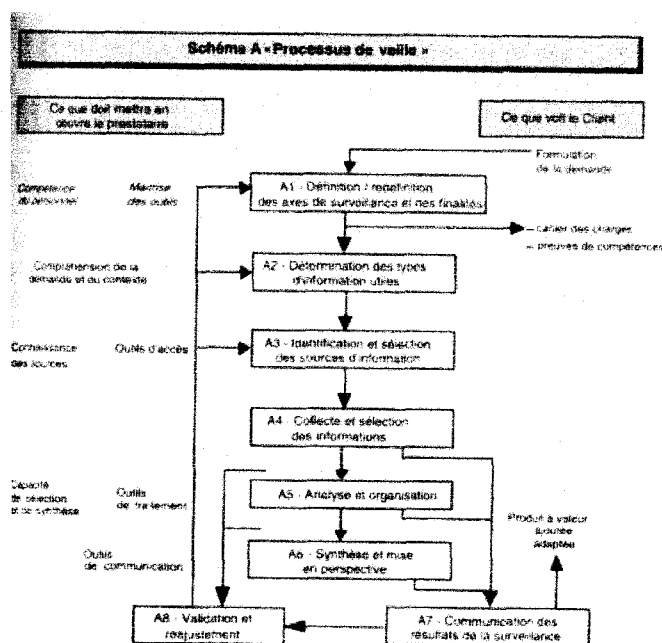 Schéma A « Processus de veille »
Ce que doit mettre en
œuvre le prestataire
Ce que voit le Client
Formulation
de la demande
Compétence
du personnel
Maîtrise
des outils
A1 - Définition / redéfinition
des axes de surveillance et des finalités
– cahier des charges
– preuves de compétences
Compréhension de la
demande et du contexte
A2 - Détermination des types
d'information utiles
Connaissance
des sources
Outils d'accès
A3 - Identification et sélection
des sources d'information
A4 - Collecte et sélection
des informations
Capacité
de sélection
et de synthèse
Outils
de traitement
A5 - Analyse et organisation
Produit à valeur
ajoutée
adaptée
Outils
de communication
A6 - Synthèse et mise
en perspective
A8 - Validation et
réajustement
A7 - Communication des
résultats de la surveillance